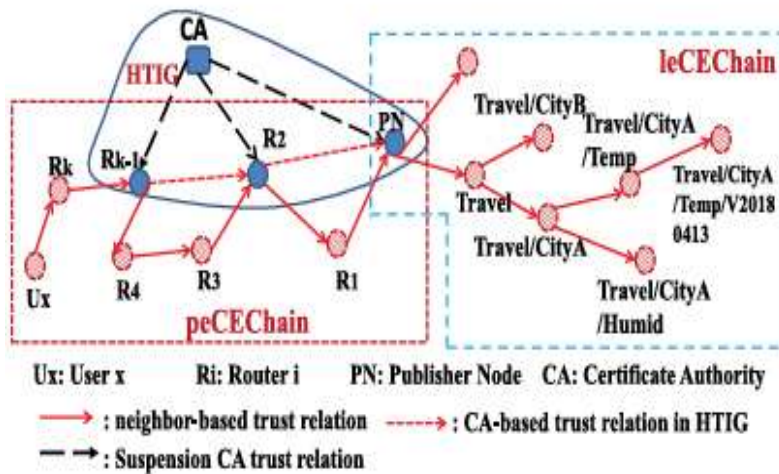 CA
HTIG
leCEChain
PN
Travel/CityB
Travel/CityA
/Temp
R2
Rk-1
Rk
Travel
Travel/CityA
/Temp/V2018
0413
Travel/CityA
R4
R3
R1
Ux
Travel/CityA
/Humid
peCEChain
Ux: User x Ri: Router i PN: Publisher Node CA: Certificate Authority
: neighbor-based trust relation : CA-based trust relation in HTIG
: Suspension CA trust relation